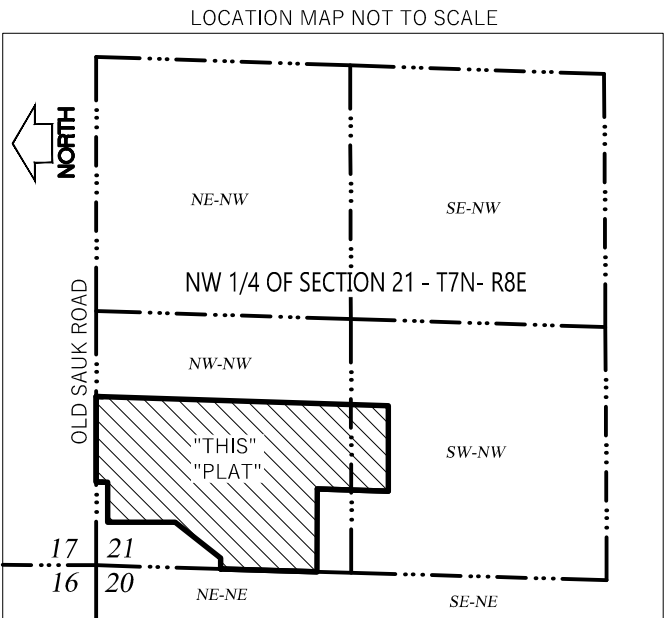 LOCATION MAP NOT TO SCALE
NORTH
NE-NW
SE-NW
NW 1/4 OF SECTION 21 - T7N- R8E
OLD SAUK ROAD
NW-NW
"THIS"
"PLAT"
SW-NW
17 21
16 20
NE-NE
SE-NE